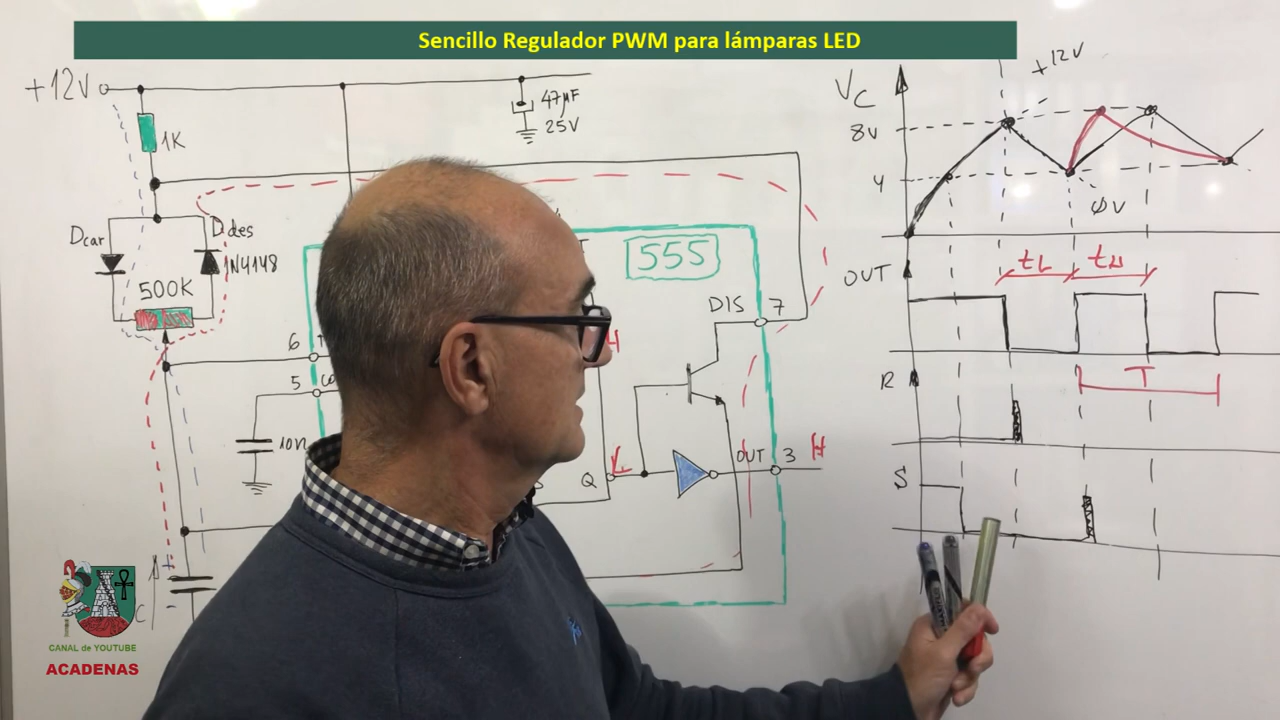 Sencillo Regulador PWM para lámparas LED
+12V
1K
47µF
25V
Dcar
Ddes
1N4148
500K
555
DIS
7
6
5
10n
Q
L
OUT
3
H
H
C
+
-
Vc
8v
4
+12V
øv
OUT
tL
tH
R
T
S
CANAL de YOUTUBE
ACADENAS